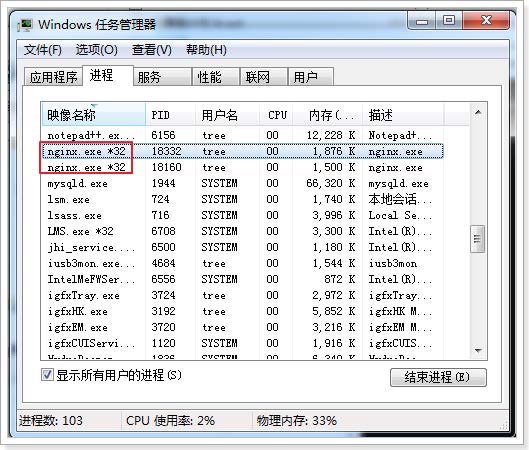 Windows 任务管理器
文件(F) 选项(O) 查看(V) 帮助(H)
应用程序 进程 服务 性能 联网 用户
映像名称 PID 用户名 CPU 内存(... 描述
notepad++.ex... 6156 tree 00 12,228 K Notepad+...
nginx.exe *32 18332 tree 00 1,876 K nginx.exe
nginx.exe *32 18160 tree 00 1,500 K nginx.exe
mysqld.exe 1944 SYSTEM 00 66,320 K mysqld.exe
lsm.exe 724 SYSTEM 00 1,740 K 本地会话...
lsass.exe 716 SYSTEM 00 3,996 K Local Se...
LMS.exe *32 6708 SYSTEM 00 3,300 K Intel(R)...
jhi_service.... 6500 SYSTEM 00 1,180 K Intel(R)...
iusb3mon.exe... 4684 tree 00 1,544 K iusb3mon
IntelMeFWSer... 6556 SYSTEM 00 872 K Intel(R)...
igfxTray.exe 3724 tree 00 2,972 K igfxTray...
igfxHK.exe 3192 tree 00 5,852 K igfxHK M...
igfxEM.exe 3720 tree 00 3,216 K igfxEM M...
igfxCUIServi... 1120 SYSTEM 00 1,916 K igfxCUIS...
1836 SYSTEM 00 6,340 K
显示所有用户的进程(S) 结束进程(E)
进程数: 103 CPU 使用率: 2% 物理内存: 33%